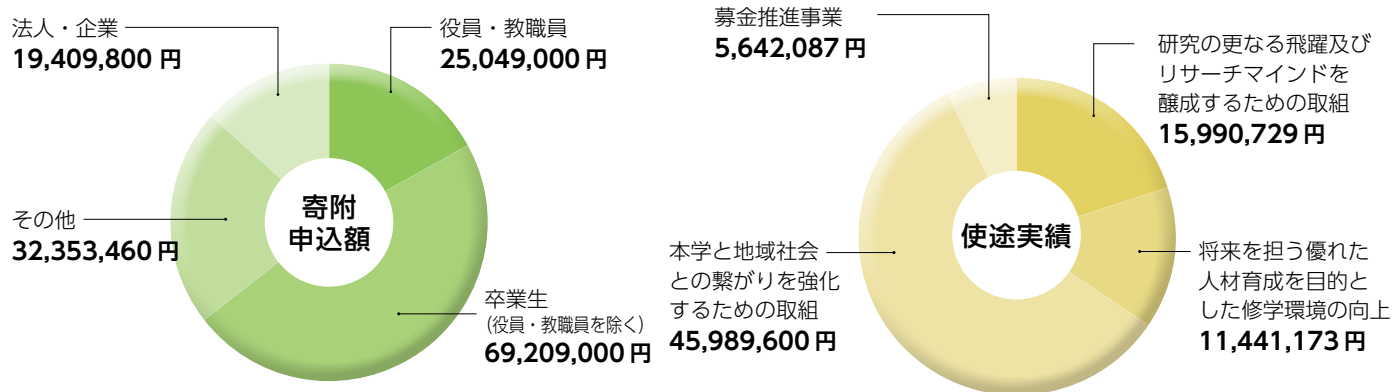 法人・企業
19,409,800 円
役員・教職員
25,049,000 円
その他
32,353,460 円
寄附
申込額
卒業生
(役員・教職員を除く)
69,209,000 円
募金推進事業
5,642,087 円
研究の更なる飛躍及び
リサーチマインドを
醸成するための取組
15,990,729 円
使途実績
本学と地域社会
との繋がりを強化
するための取組
45,989,600 円
将来を担う優れた
人材育成を目的と
した修学環境の向上
11,441,173 円